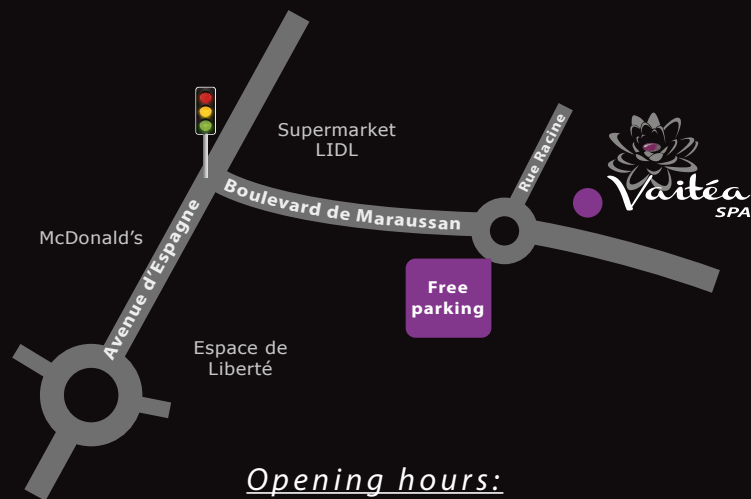 Supermarket
LIDL
Rue Racine
Vaitéa
SPA
Boulevard de Maraussan
McDonald's
Avenue d'Espagne
Free
parking
Espace de
Liberté
Opening hours: